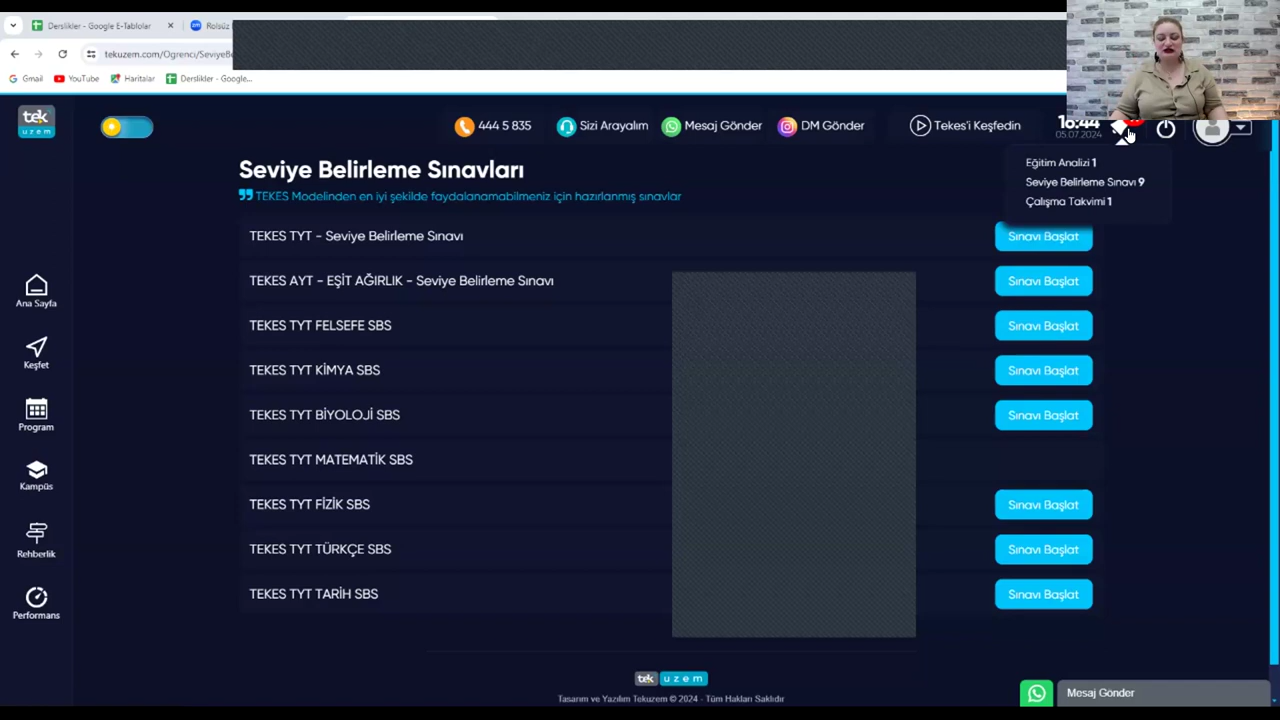 Derslikler - Google E-Tablolar
Rolsüz
tekuzem.com/Ogrenci/SeviyeBe
Gmail
YouTube
Haritalar
Derslikler - Google...
tek
uzem
444 5 835
Sizi Arayalım
Mesaj Gönder
DM Gönder
Tekes'i Keşfedin
16:44
05.07.2024
Eğitim Analizi 1
Seviye Belirleme Sınavı 9
Çalışma Takvimi 1
Seviye Belirleme Sınavları
TEKES Modelinden en iyi şekilde faydalanamabilmeniz için hazırlanmış sınavlar
TEKES TYT - Seviye Belirleme Sınavı
Sınavı Başlat
TEKES AYT - EŞİT AĞIRLIK - Seviye Belirleme Sınavı
Sınavı Başlat
TEKES TYT FELSEFE SBS
Sınavı Başlat
TEKES TYT KİMYA SBS
Sınavı Başlat
TEKES TYT BİYOLOJİ SBS
Sınavı Başlat
TEKES TYT MATEMATİK SBS
TEKES TYT FİZİK SBS
Sınavı Başlat
TEKES TYT TÜRKÇE SBS
Sınavı Başlat
TEKES TYT TARİH SBS
Sınavı Başlat
Ana Sayfa
Keşfet
Program
Kampüs
Rehberlik
Performans
tek uzem
Tasarım ve Yazılım Tekuzem © 2024 - Tüm Hakları Saklıdır
Mesaj Gönder